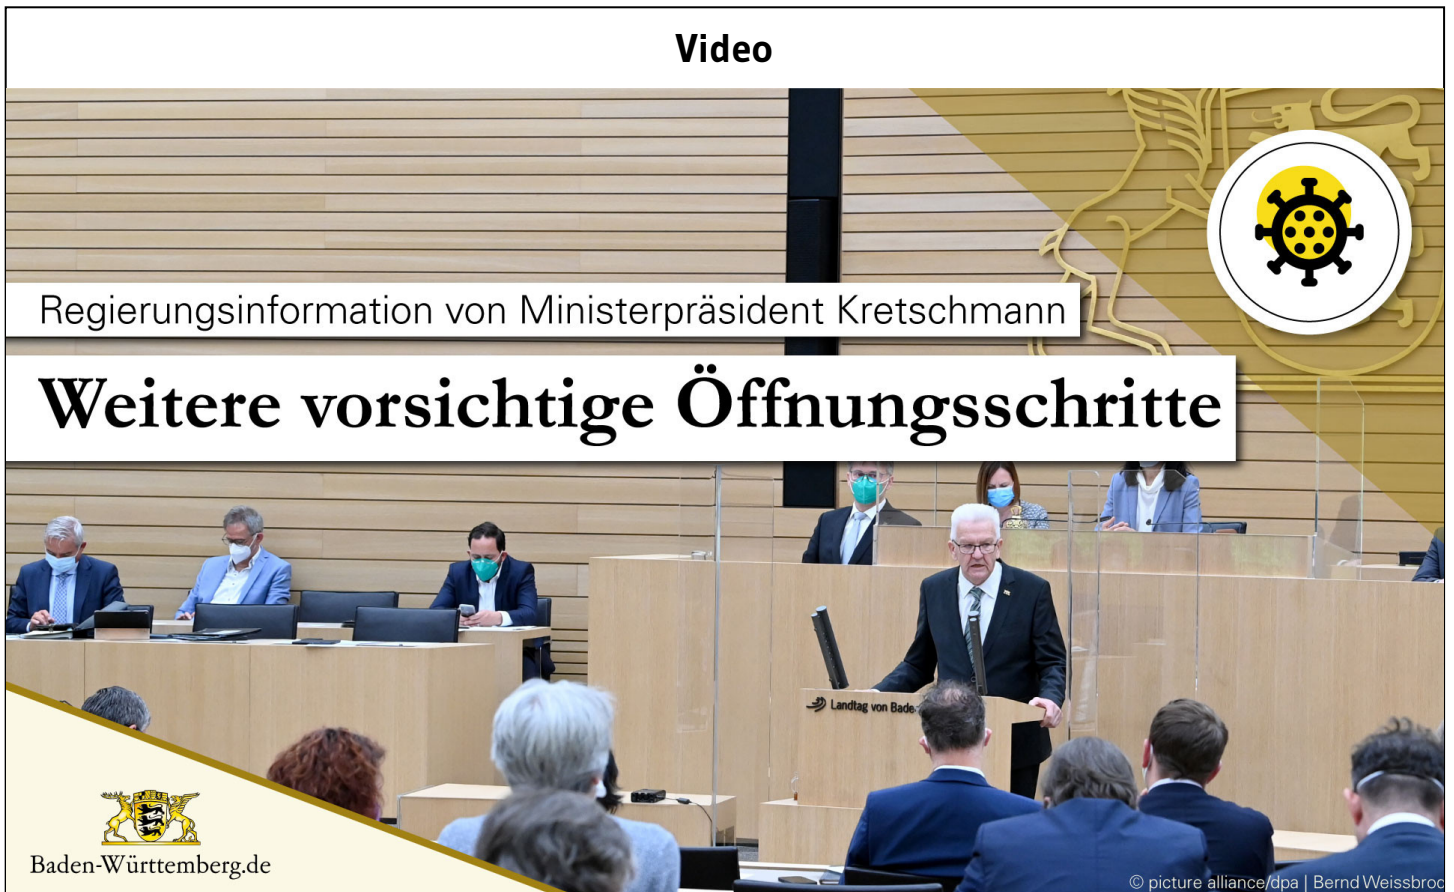 Video
Regierungsinformation von Ministerpräsident Kretschmann
Weitere vorsichtige Öffnungsschritte
Landtag von Bade
Baden-Württemberg.de
© picture alliance/dpa | Bernd Weissbrod